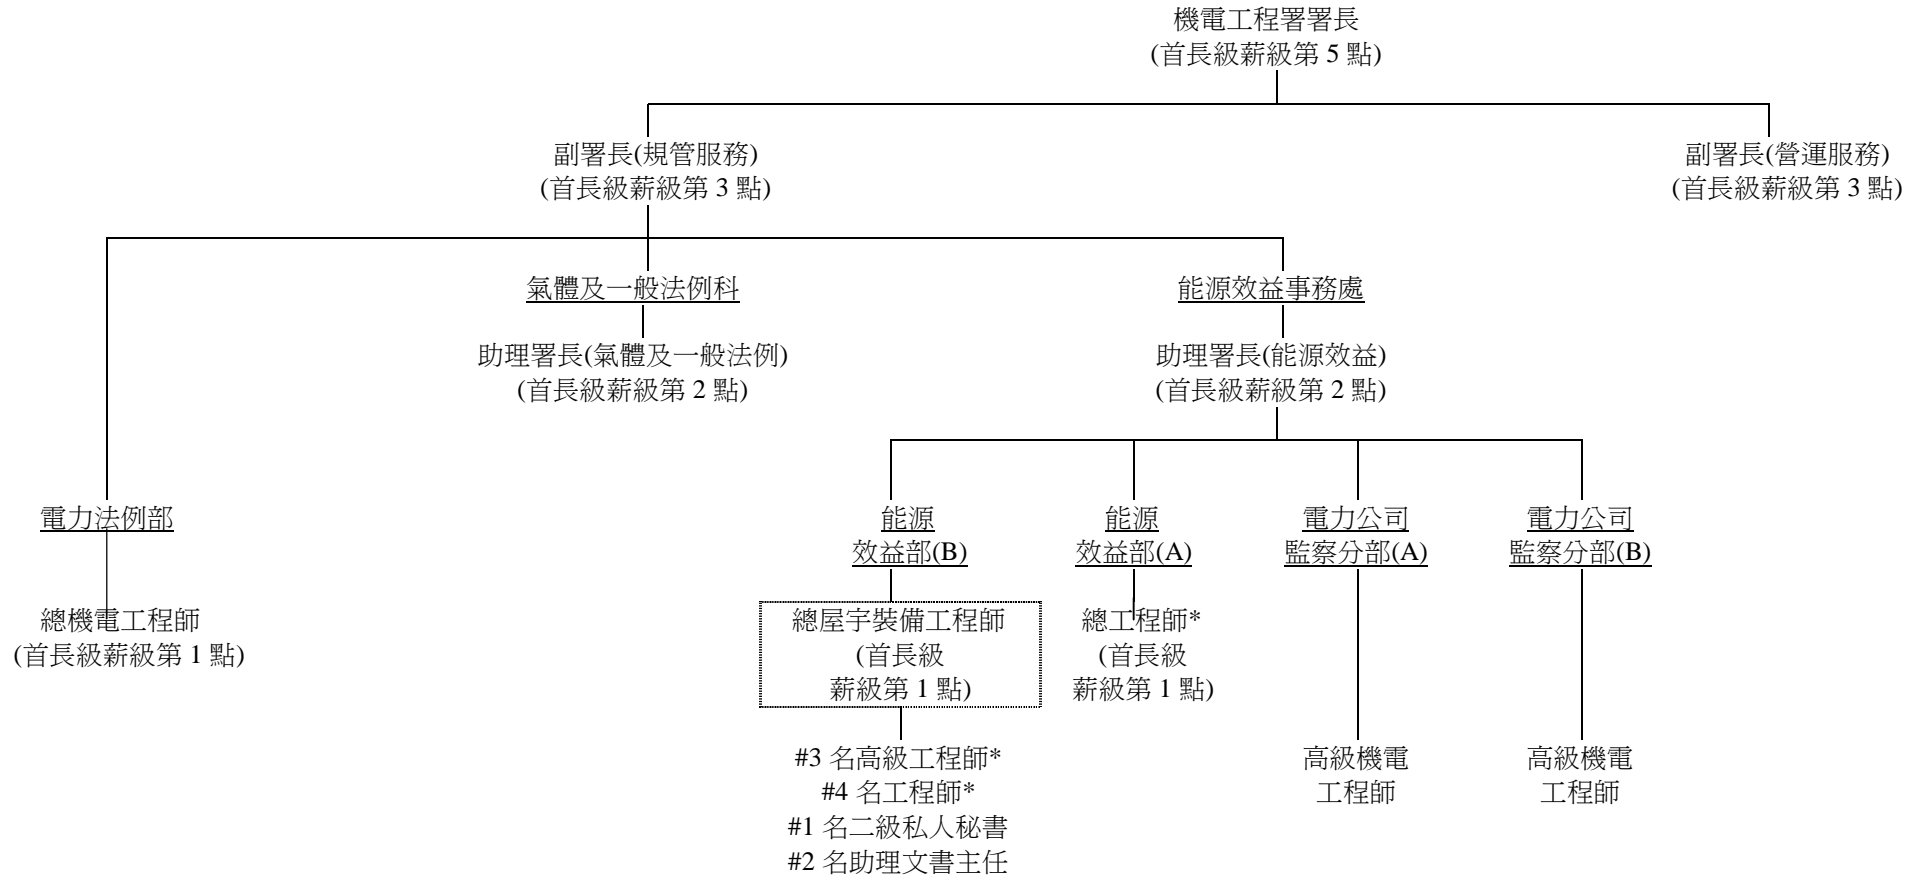 機電工程署署長
(首長級薪級第 5 點)
副署長(規管服務)
(首長級薪級第 3 點)
副署長(營運服務)
(首長級薪級第 3 點)
氣體及一般法例科
助理署長(氣體及一般法例)
(首長級薪級第 2 點)
能源效益事務處
助理署長(能源效益)
(首長級薪級第 2 點)
電力法例部
總機電工程師
(首長級薪級第 1 點)
能源
效益部(B)
總屋宇裝備工程師
(首長級
薪級第 1 點)
#3 名高級工程師*
#4 名工程師*
#1 名二級私人秘書
#2 名助理文書主任
能源
效益部(A)
總工程師*
(首長級
薪級第 1 點)
電力公司
監察分部(A)
高級機電
工程師
電力公司
監察分部(B)
高級機電
工程師